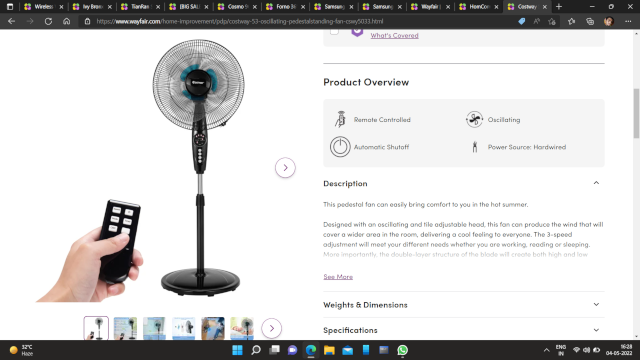 Wireless
TianRan
Cosmo
Forno
Samsung
Samsung
Wayfair
HomCom
Costway
https://www.wayfair.com/home-improvement/pdp/costway-53-oscillating-pedestalstanding-fan-cswy5033.html
What's Covered
Product Overview
Remote Controlled
Oscillating
Automatic Shutoff
Power Source: Hardwired
Description
This pedestal fan can easily bring comfort to you in the hot summer.
Designed with an oscillating and tile adjustable head, this fan can produce the wind that will
cover a wider area in the room, delivering a cool feeling to everyone. The 3-speed
adjustment will meet your different needs whether you are working, reading or sleeping.
More importantly, the double-layer structure of the blade will create both high and low
See More
Weights & Dimensions
Specifications
32°C
Haze
ENG
IN
16:28
04-05-2022